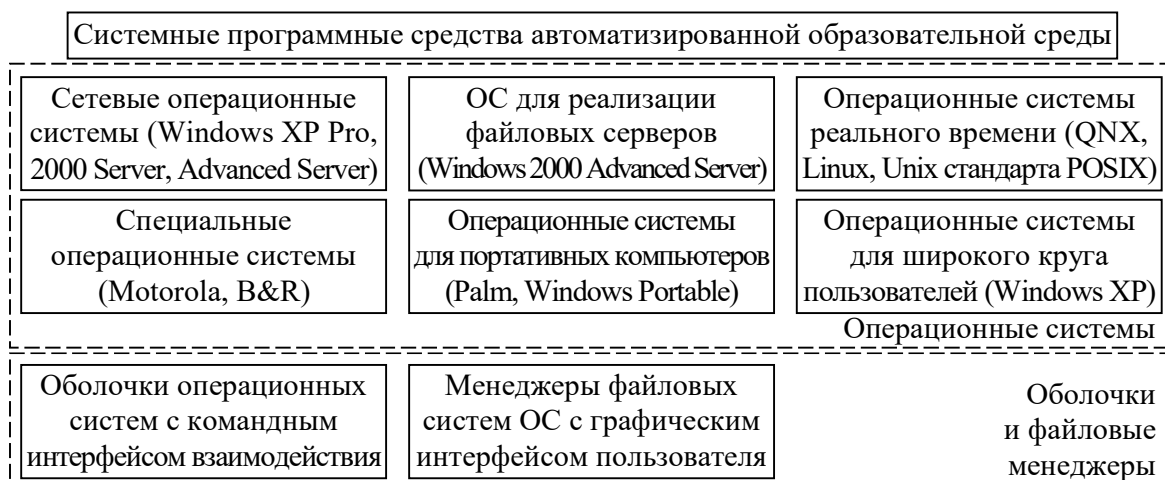 Системные программные средства автоматизированной образовательной среды
Сетевые операционные
системы (Windows XP Pro,
2000 Server, Advanced Server)
ОС для реализации
файловых серверов
(Windows 2000 Advanced Server)
Операционные системы
реального времени (QNX,
Linux, Unix стандарта POSIX)
Специальные
операционные системы
(Motorola, B&R)
Операционные системы
для портативных компьютеров
(Palm, Windows Portable)
Операционные системы
для широкого круга
пользователей (Windows XP)
Операционные системы
Оболочки операционных
систем с командным
интерфейсом взаимодействия
Менеджеры файловых
систем ОС с графическим
интерфейсом пользователя
Оболочки
и файловые
менеджеры